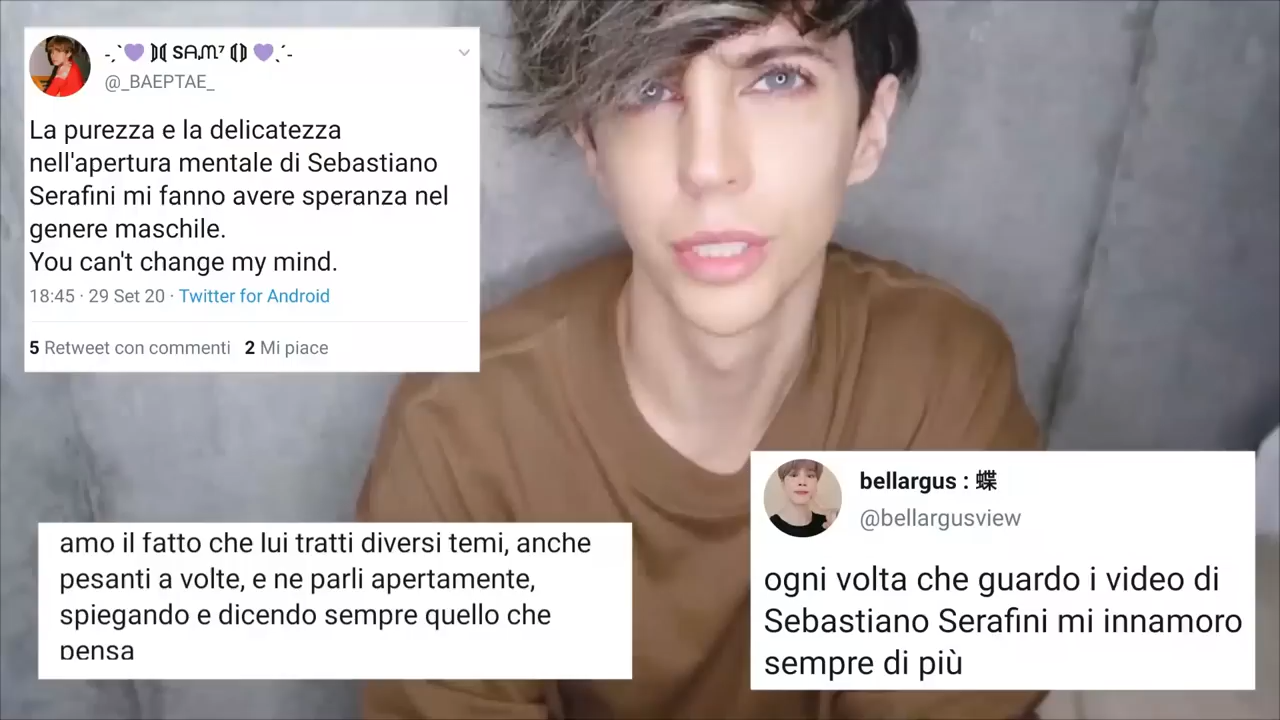 SAM⁷
@_BAEPTAE_
La purezza e la delicatezza
nell'apertura mentale di Sebastiano
Serafini mi fanno avere speranza nel
genere maschile.
You can't change my mind.
18:45 · 29 Set 20 · Twitter for Android
5 Retweet con commenti 2 Mi piace
amo il fatto che lui tratti diversi temi, anche
pesanti a volte, e ne parli apertamente,
spiegando e dicendo sempre quello che
pensa
bellargus : 蝶
@bellargusview
ogni volta che guardo i video di
Sebastiano Serafini mi innamoro
sempre di più